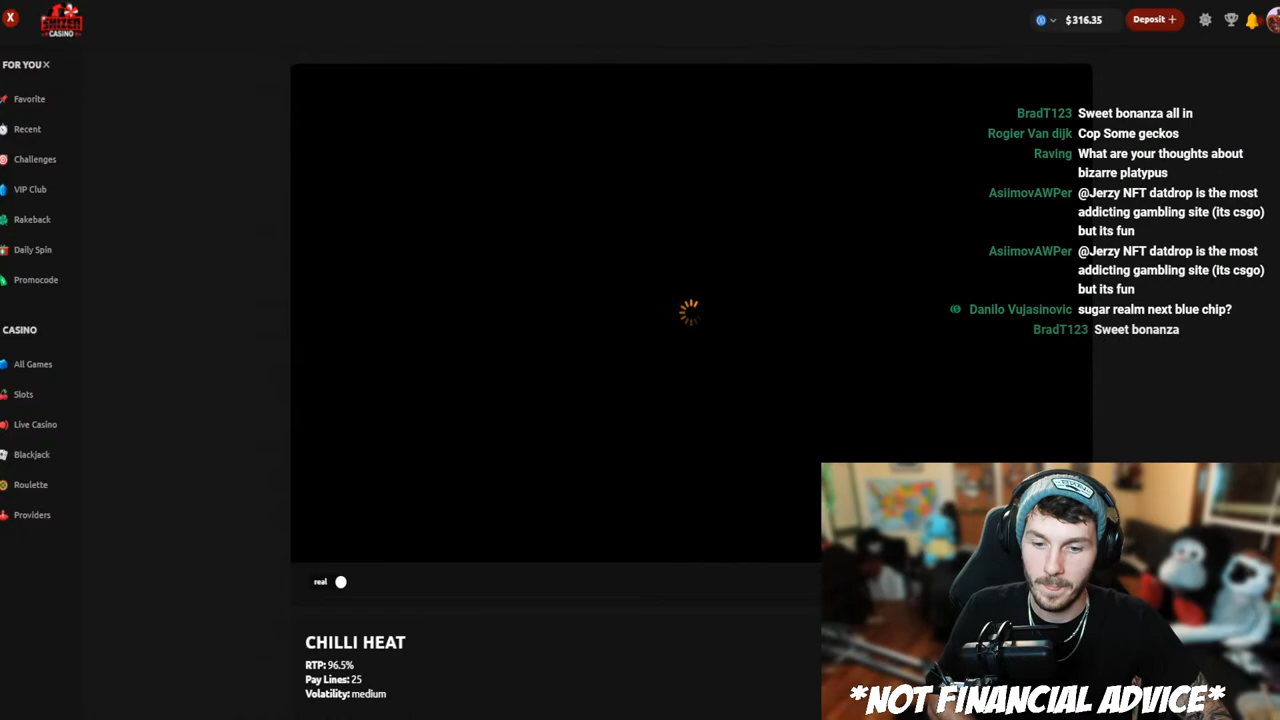 X
CASINO
$316.35
Deposit +
FOR YOU ×
Favorite
Recent
Challenges
VIP Club
Rakeback
Daily Spin
Promocode
CASINO
All Games
Slots
Live Casino
Blackjack
Roulette
Providers
BradT123 Sweet bonanza all in
Rogier Van dijk Cop Some geckos
Raving What are your thoughts about
bizarre platypus
AsiimovAWPer @Jerzy NFT datdrop is the most
addicting gambling site (its csgo)
but its fun
AsiimovAWPer @Jerzy NFT datdrop is the most
addicting gambling site (its csgo)
but its fun
Danilo Vujasinovic sugar realm next blue chip?
BradT123 Sweet bonanza
real
CHILLI HEAT
RTP: 96.5%
Pay Lines: 25
Volatility: medium
*NOT FINANCIAL ADVICE*